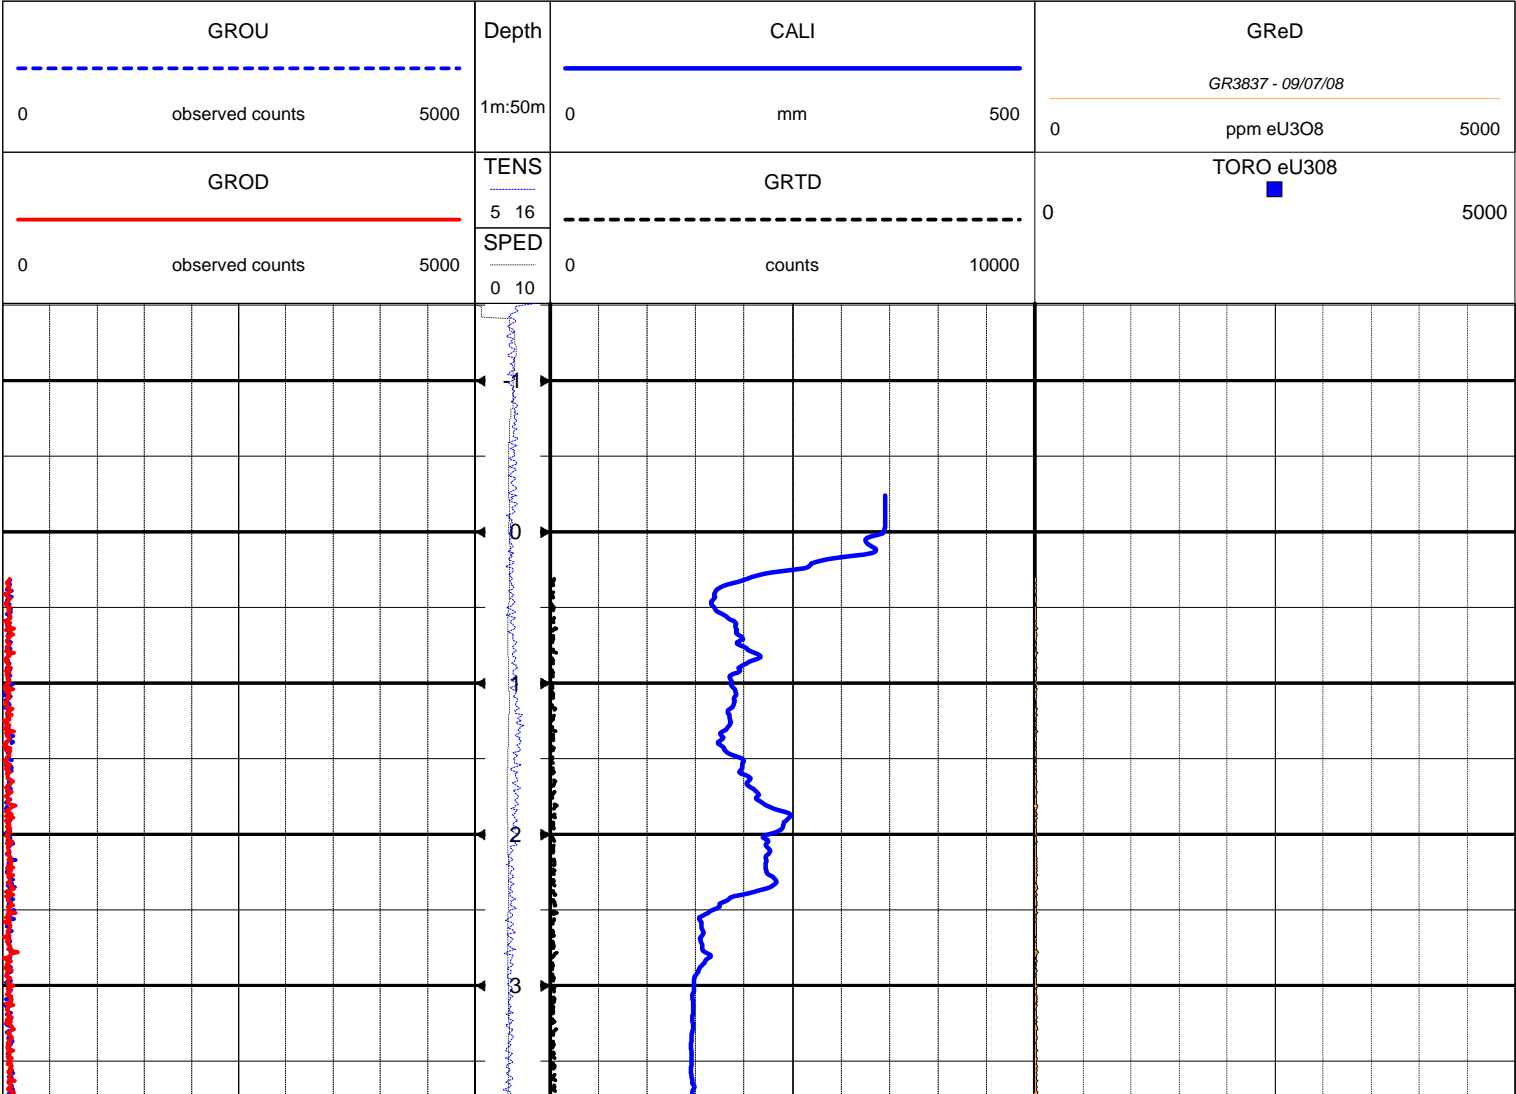 GROU
0 observed counts 5000
GROD
0 observed counts 5000
Depth
1m:50m
TENS
5 16
SPED
0 10
CALI
0 mm 500
GRTD
0 counts 10000
GReD
GR3837 - 09/07/08
0 ppm eU3O8 5000
TORO eU308
0 5000
-1
0
1
2
3